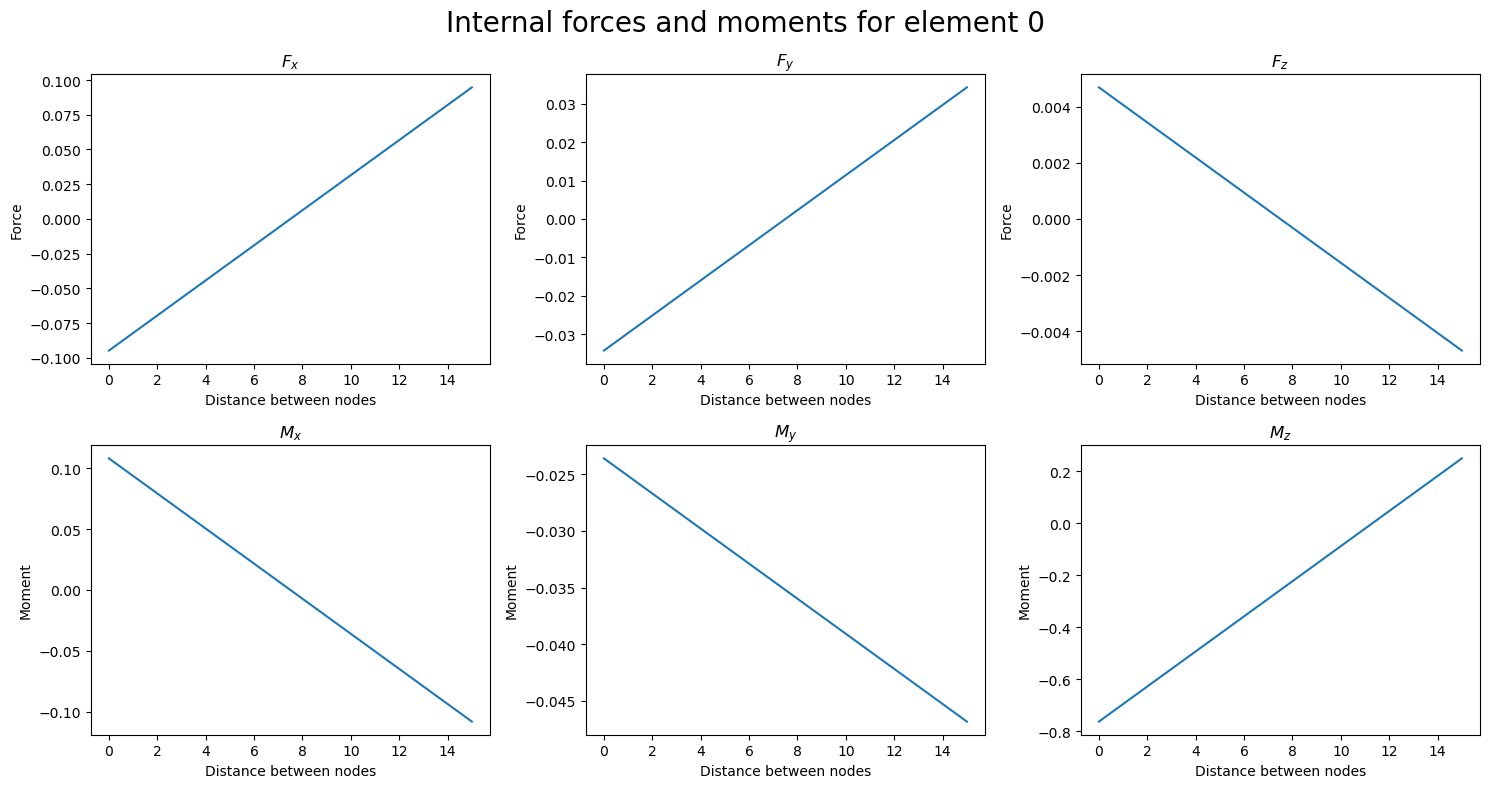 Internal forces and moments for element 0
F_x
0.100
0.075
0.050
0.025
0.000
−0.025
−0.050
−0.075
−0.100
Force
0 2 4 6 8 10 12 14
Distance between nodes
F_y
0.03
0.02
0.01
0.00
−0.01
−0.02
−0.03
Force
0 2 4 6 8 10 12 14
Distance between nodes
F_z
0.004
0.002
0.000
−0.002
−0.004
Force
0 2 4 6 8 10 12 14
Distance between nodes
M_x
0.10
0.05
0.00
−0.05
−0.10
Moment
0 2 4 6 8 10 12 14
Distance between nodes
M_y
−0.025
−0.030
−0.035
−0.040
−0.045
Moment
0 2 4 6 8 10 12 14
Distance between nodes
M_z
0.2
0.0
−0.2
−0.4
−0.6
−0.8
Moment
0 2 4 6 8 10 12 14
Distance between nodes